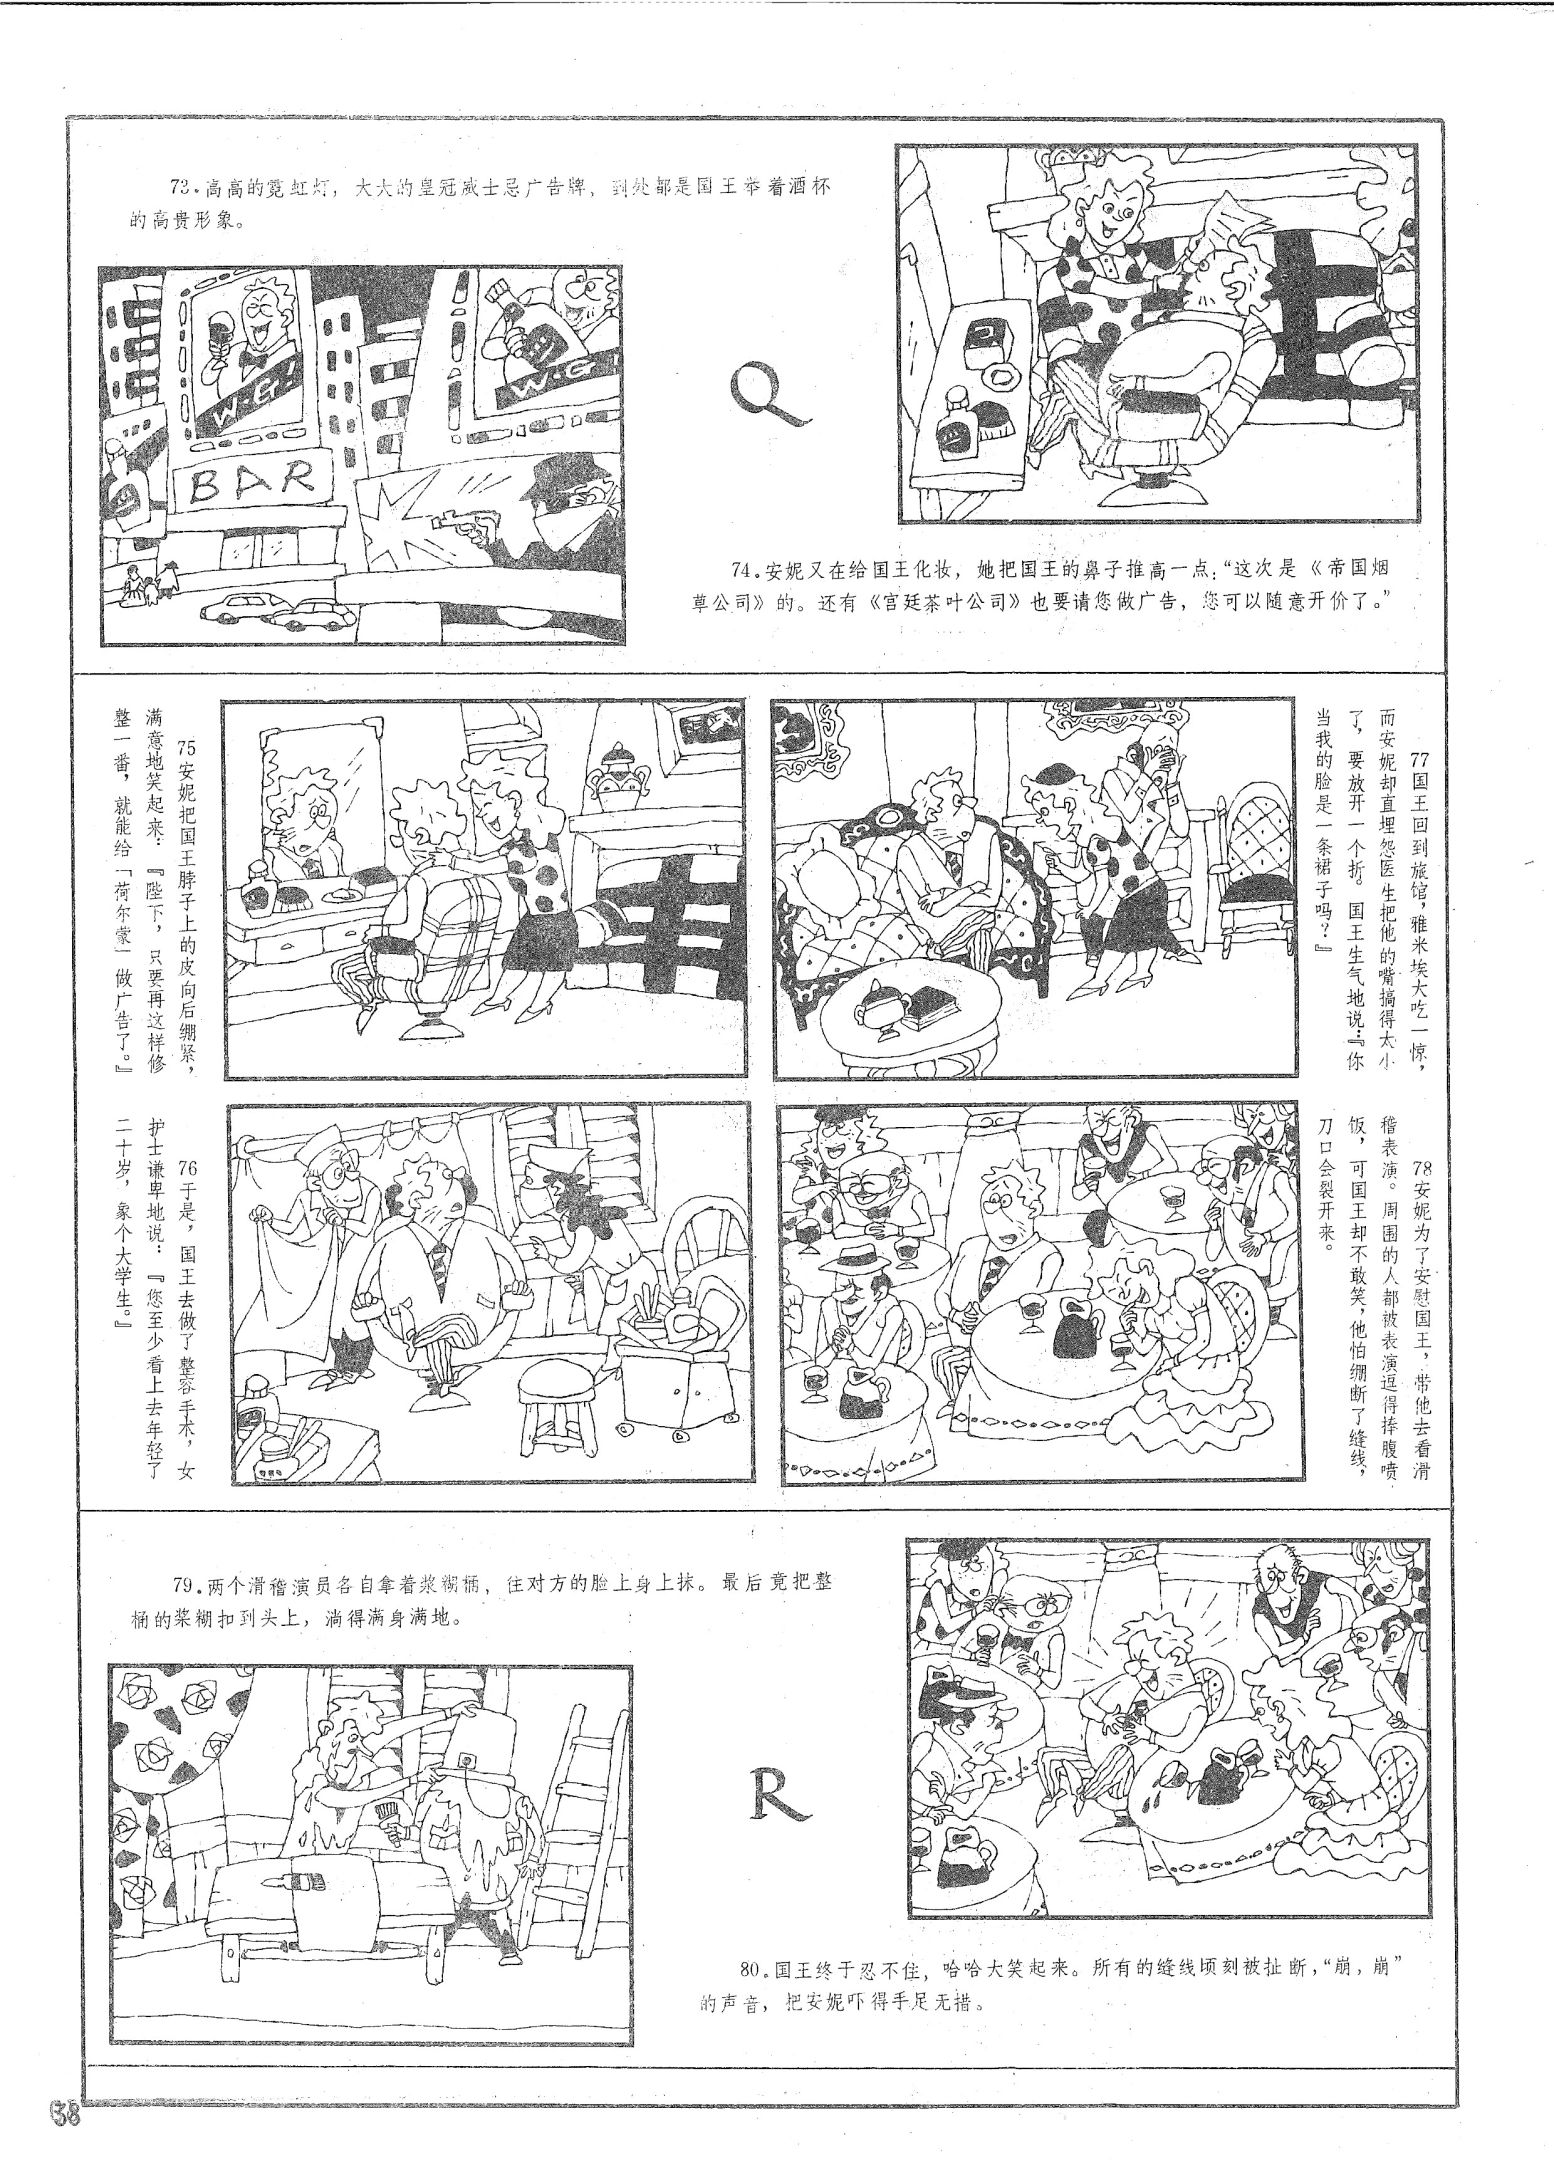 73.高高的霓虹灯，大大的皇冠威士忌广告牌，到处都是国王举着酒杯
的高贵形象。
W·G!
W·G!
BAR
Q
74.安妮又在给国王化妆，她把国王的鼻子推高一点：“这次是《帝国烟
草公司》的。还有《宫廷茶叶公司》也要请您做广告，您可以随意开价了。”
75安妮把国王脖子上的皮向后绷紧，
满意地笑起来：『陛下，只要再这样修
整一番，就能给「荷尔蒙」做广告了。』
76于是，国王去做了整容手术，女
护士谦卑地说：『您至少看上去年轻了
二十岁，象个大学生。』
77国王回到旅馆，雅米埃大吃一惊，
而安妮却直埋怨医生把他的嘴搞得太小
了，要放开一个折。国王生气地说：『你
当我的脸是一条裙子吗？』
78安妮为了安慰国王，带他去看滑
稽表演。周围的人都被表演逗得捧腹喷
饭，可国王却不敢笑，他怕绷断了缝线，
刀口会裂开来。
79.两个滑稽演员各自拿着浆糊桶，往对方的脸上身上抹。最后竟把整
桶的浆糊扣到头上，淌得满身满地。
R
80.国王终于忍不住，哈哈大笑起来。所有的缝线顷刻被扯断，“崩，崩”
的声音，把安妮吓得手足无措。
38